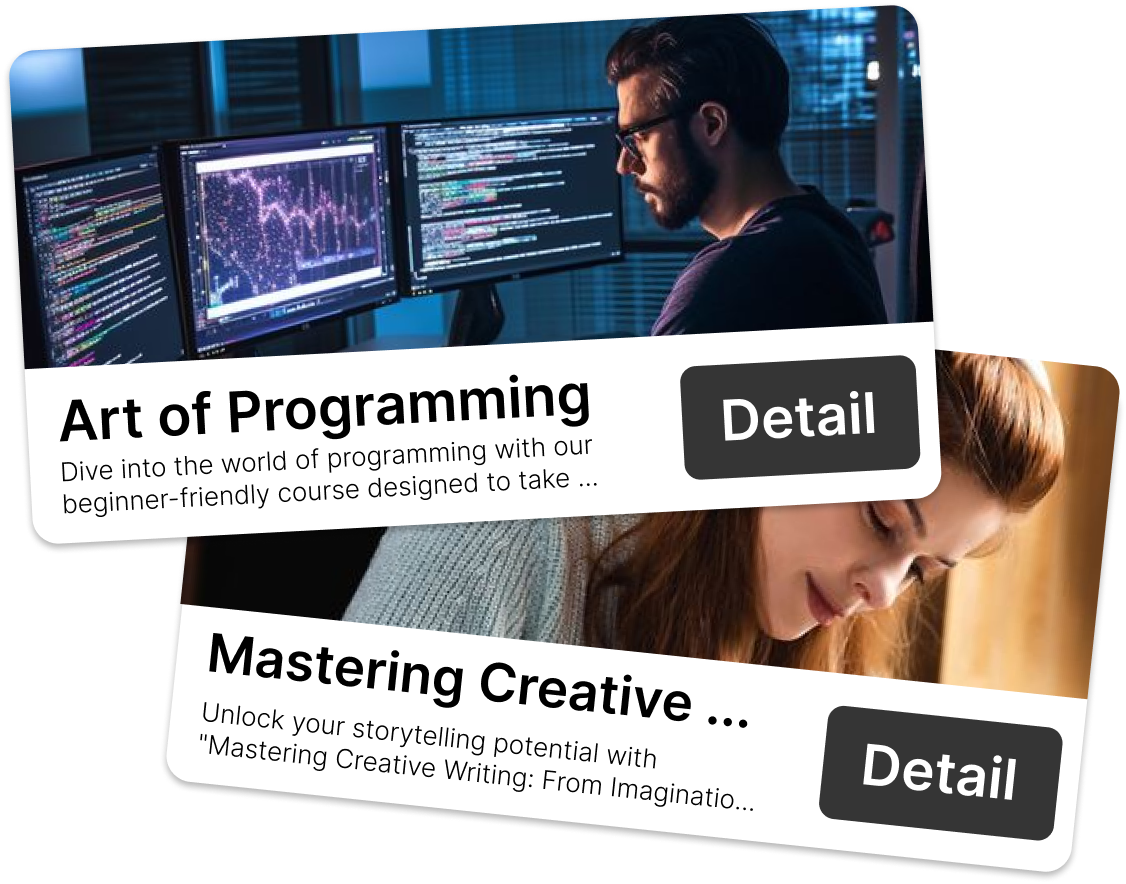 Art of Programming
Dive into the world of programming with our
beginner-friendly course designed to take ...
Detail
Mastering Creative ...
Unlock your storytelling potential with
"Mastering Creative Writing: From Imaginatio...
Detail